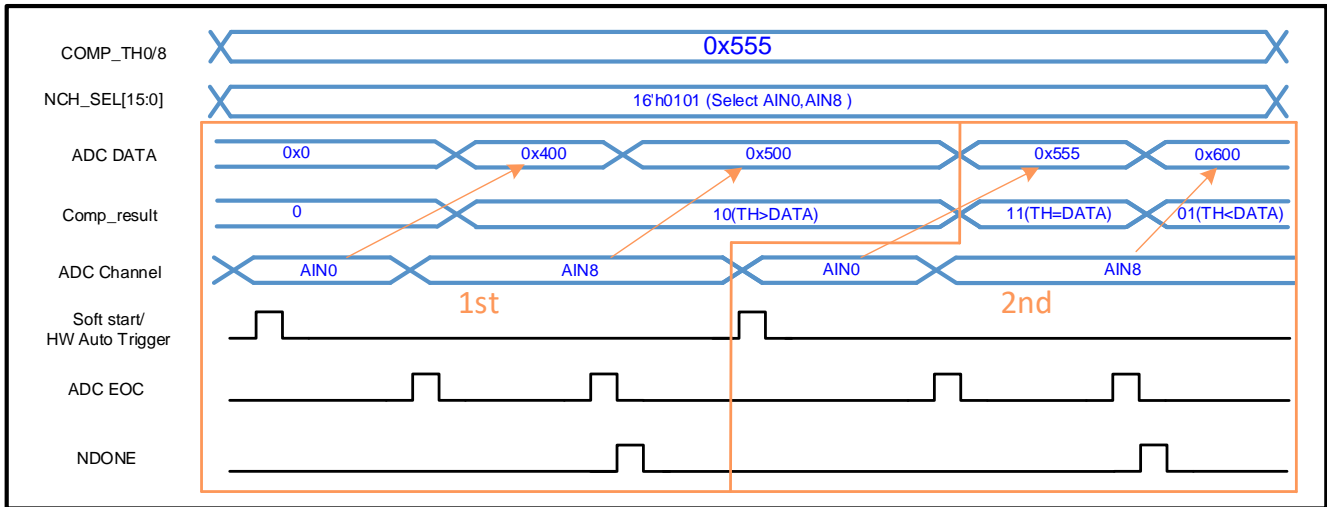 COMP_TH0/8
0x555
NCH_SEL[15:0]
16'h0101 (Select AIN0,AIN8 )
ADC DATA
0x0
0x400
0x500
0x555
0x600
Comp_result
0
10(TH>DATA)
11(TH=DATA)
01(TH<DATA)
ADC Channel
AIN0
AIN8
AIN0
AIN8
1st
2nd
Soft start/
HW Auto Trigger
ADC EOC
NDONE